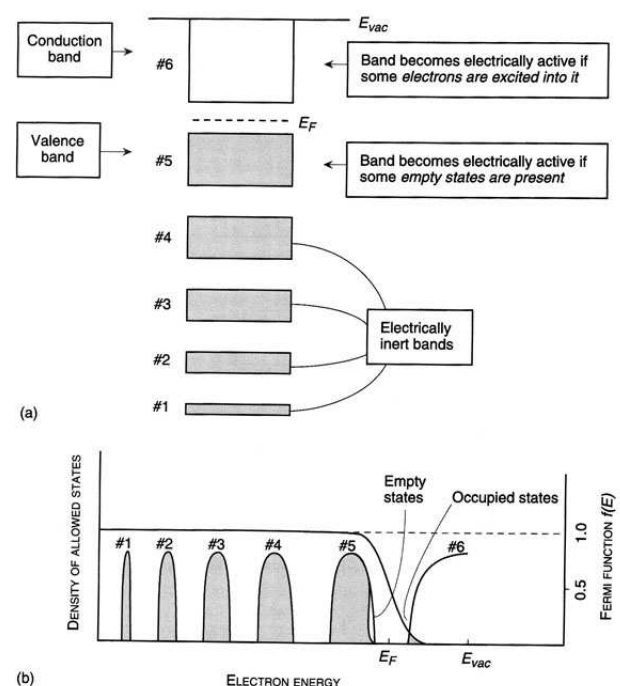 E_vac
Conduction
band
#6
Band becomes electrically active if
some electrons are excited into it
E_F
Valence
band
#5
Band becomes electrically active if
some empty states are present
#4
#3
Electrically
inert bands
#2
#1
(a)
DENSITY OF ALLOWED STATES
#1
#2
#3
#4
#5
Empty
states
Occupied states
#6
1.0
0.5
FERMI FUNCTION f(E)
E_F
E_vac
(b)
ELECTRON ENERGY